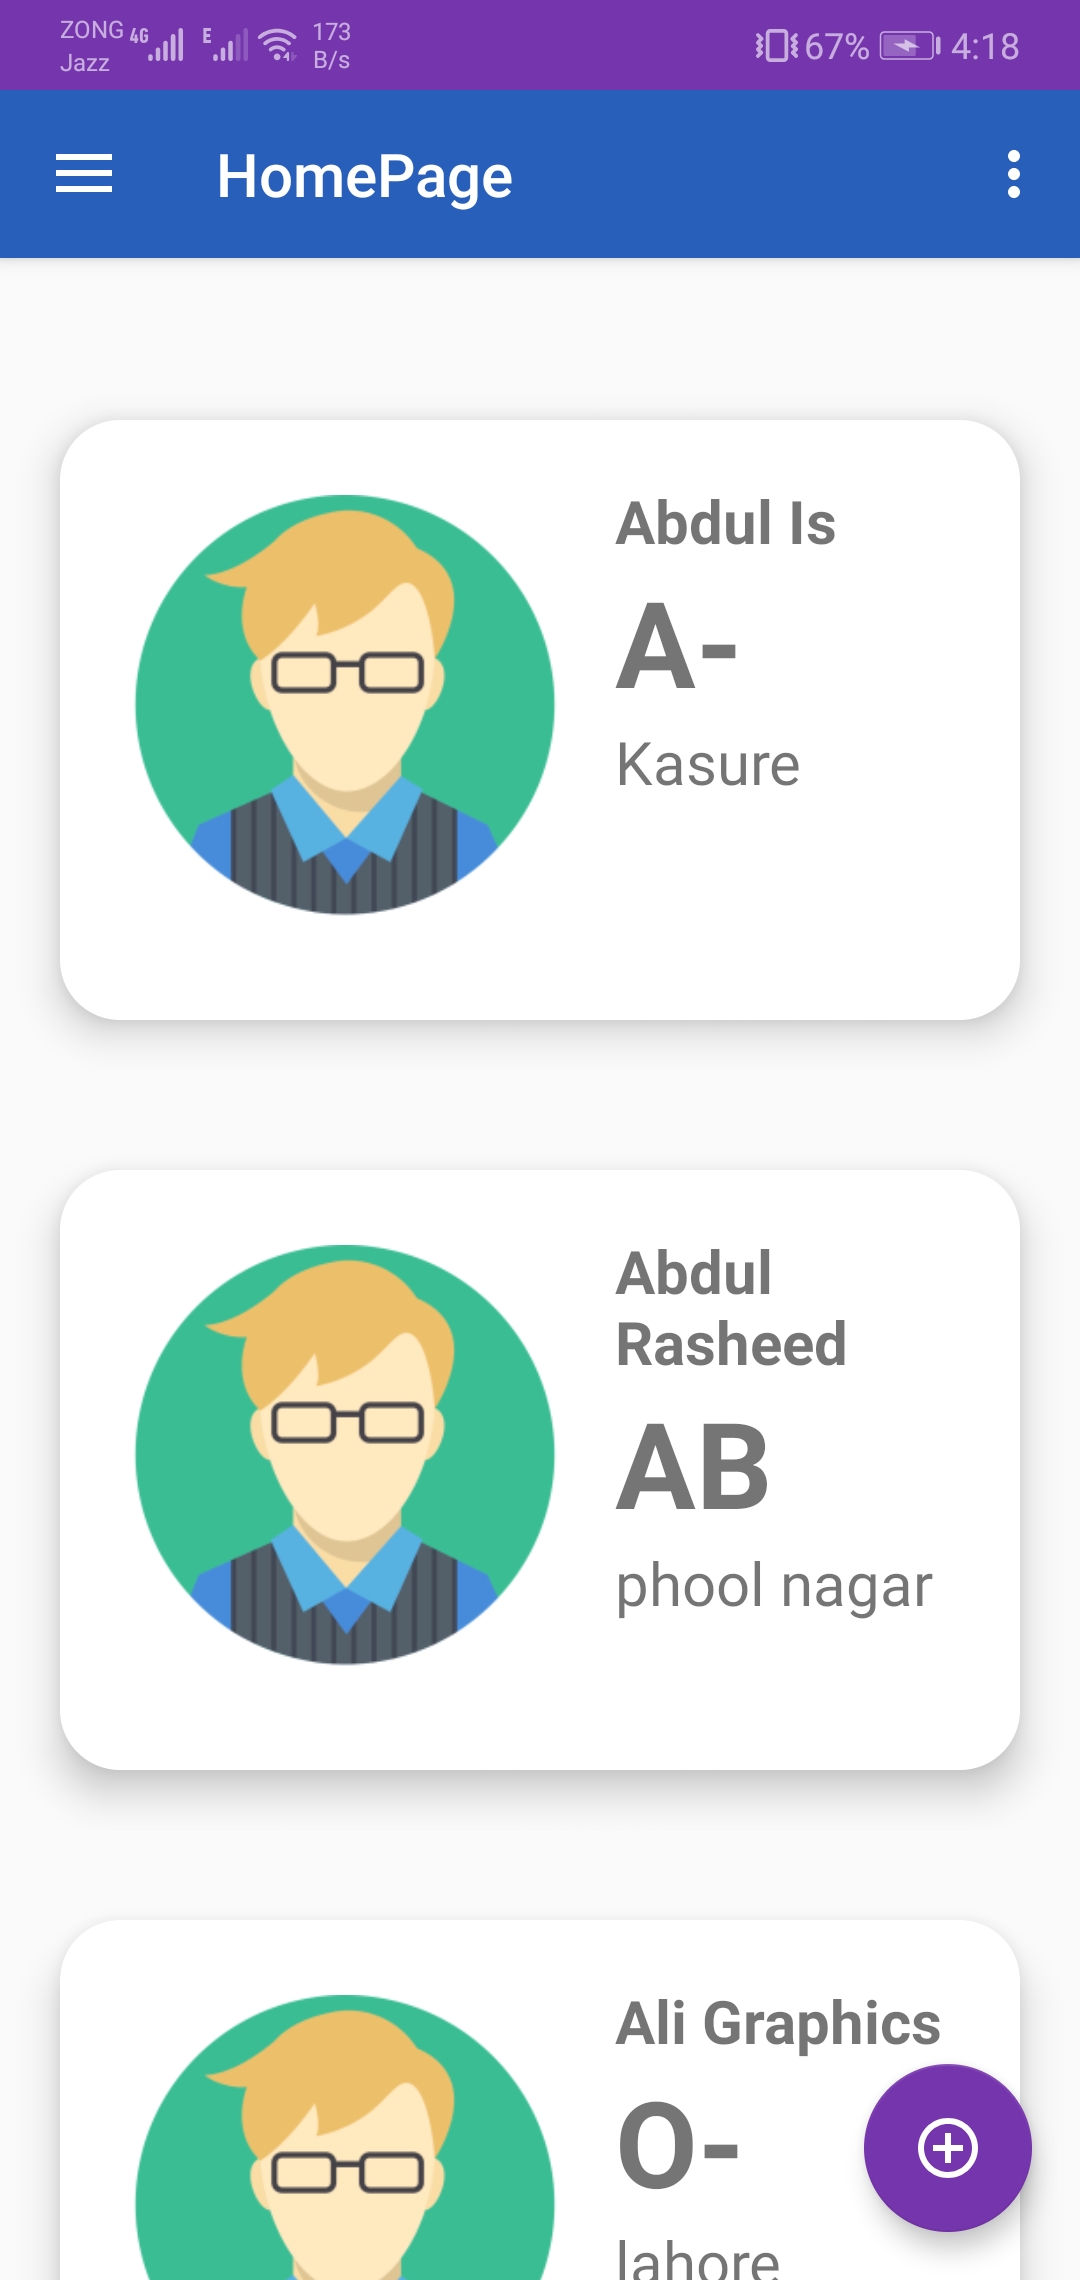 ZONG 4G E 173
Jazz B/s 67% 4:18
HomePage
Abdul Is
A-
Kasure
Abdul
Rasheed
AB
phool nagar
Ali Graphics
O-
lahore